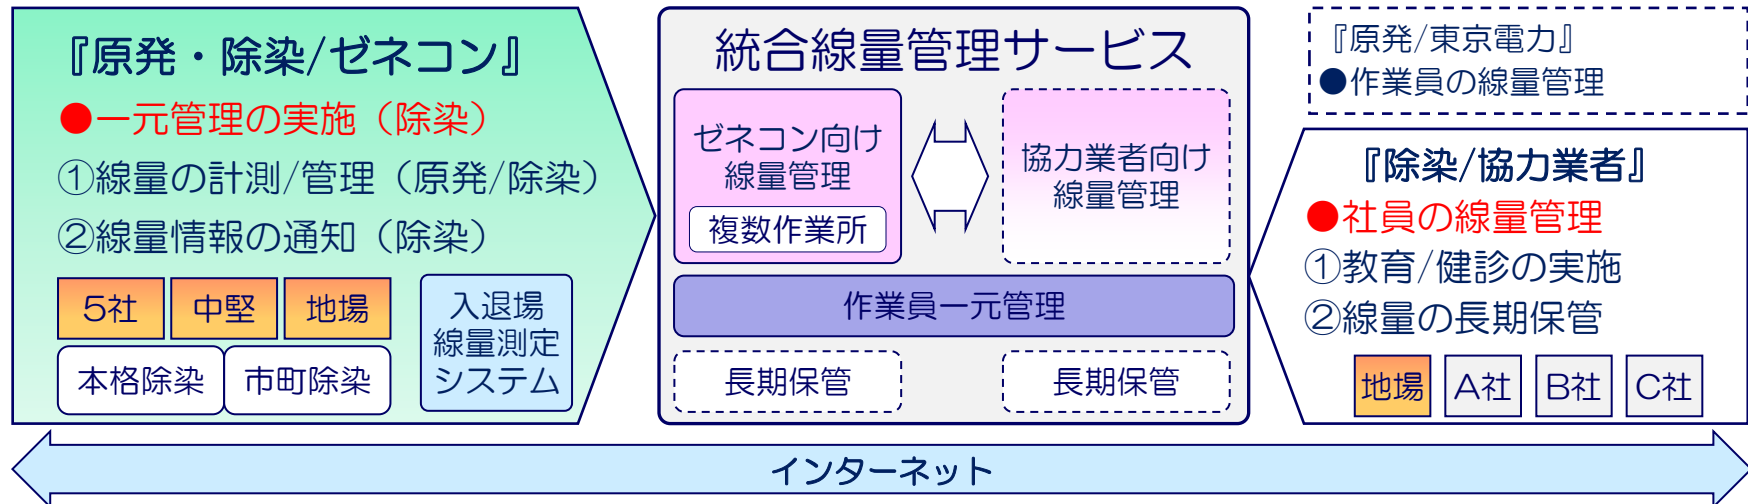 『原発・除染/ゼネコン』
●一元管理の実施（除染）
①線量の計測/管理（原発/除染）
②線量情報の通知（除染）
5社
中堅
地場
本格除染
市町除染
入退場
線量測定
システム
統合線量管理サービス
ゼネコン向け
線量管理
複数作業所
協力業者向け
線量管理
作業員一元管理
長期保管
長期保管
『原発/東京電力』
●作業員の線量管理
『除染/協力業者』
●社員の線量管理
①教育/健診の実施
②線量の長期保管
地場
A社
B社
C社
インターネット